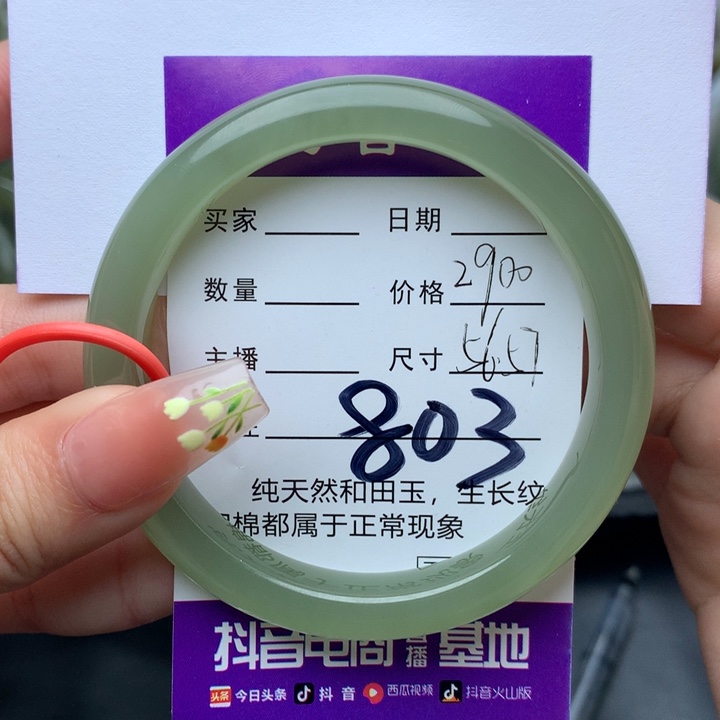 买家
日期
数量
价格 2900
主播
尺寸 56.57
803
纯天然和田玉，生长纹
棉都属于正常现象
抖音电商直播基地
头条 今日头条 抖音 西瓜视频 抖音火山版